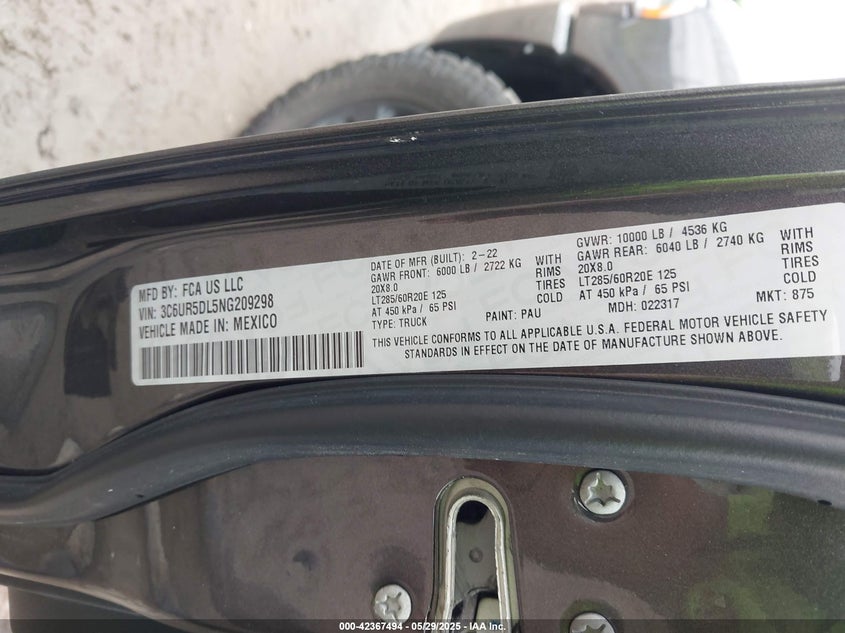 MFD BY: FCA US LLC
VIN: 3C6UR5DL5NG209298
VEHICLE MADE IN: MEXICO
DATE OF MFR (BUILT): 2-22
GAWR FRONT: 6000 LB / 2722 KG WITH
20X8.0 RIMS
LT285/60R20E 125 TIRES
AT 450 kPa / 65 PSI COLD
TYPE: TRUCK PAINT: PAU
GVWR: 10000 LB / 4536 KG
GAWR REAR: 6040 LB / 2740 KG WITH
20X8.0 RIMS
LT285/60R20E 125 TIRES
AT 450 kPa / 65 PSI COLD
MDH: 022317 MKT: 875
THIS VEHICLE CONFORMS TO ALL APPLICABLE U.S.A. FEDERAL MOTOR VEHICLE SAFETY
STANDARDS IN EFFECT ON THE DATE OF MANUFACTURE SHOWN ABOVE.
000-42367494 - 05/29/2025 - IAA Inc.